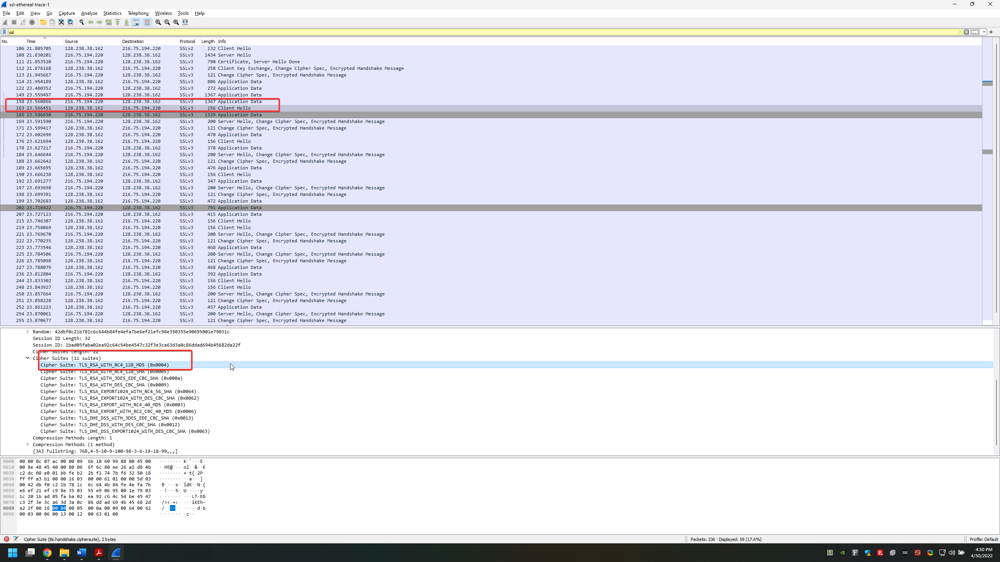 ssl-ethereal-trace-1
File Edit View Go Capture Analyze Statistics Telephony Wireless Tools Help
ssl
No. Time Source Destination Protocol Length Info
106 21.805705 128.238.38.162 216.75.194.220 SSLv2 132 Client Hello
108 21.830201 216.75.194.220 128.238.38.162 SSLv3 1434 Server Hello
111 21.853520 216.75.194.220 128.238.38.162 SSLv3 790 Certificate, Server Hello Done
112 21.876168 128.238.38.162 216.75.194.220 SSLv3 258 Client Key Exchange, Change Cipher Spec, Encrypted Handshake Message
113 21.945667 216.75.194.220 128.238.38.162 SSLv3 121 Change Cipher Spec, Encrypted Handshake Message
114 21.954189 128.238.38.162 216.75.194.220 SSLv3 806 Application Data
122 23.480352 216.75.194.220 128.238.38.162 SSLv3 272 Application Data
149 23.559497 216.75.194.220 128.238.38.162 SSLv3 1367 Application Data
158 23.560866 216.75.194.220 128.238.38.162 SSLv3 1367 Application Data
163 23.566451 128.238.38.162 216.75.194.220 SSLv3 156 Client Hello
165 23.586650 216.75.194.220 128.238.38.162 SSLv3 1329 Application Data
169 23.591590 216.75.194.220 128.238.38.162 SSLv3 200 Server Hello, Change Cipher Spec, Encrypted Handshake Message
171 23.599417 128.238.38.162 216.75.194.220 SSLv3 121 Change Cipher Spec, Encrypted Handshake Message
172 23.602696 128.238.38.162 216.75.194.220 SSLv3 470 Application Data
176 23.621694 128.238.38.162 216.75.194.220 SSLv3 156 Client Hello
178 23.627217 216.75.194.220 128.238.38.162 SSLv3 378 Application Data
184 23.646644 216.75.194.220 128.238.38.162 SSLv3 200 Server Hello, Change Cipher Spec, Encrypted Handshake Message
188 23.662642 128.238.38.162 216.75.194.220 SSLv3 121 Change Cipher Spec, Encrypted Handshake Message
189 23.665695 128.238.38.162 216.75.194.220 SSLv3 476 Application Data
190 23.666238 128.238.38.162 216.75.194.220 SSLv3 156 Client Hello
192 23.691277 216.75.194.220 128.238.38.162 SSLv3 347 Application Data
197 23.693698 216.75.194.220 128.238.38.162 SSLv3 200 Server Hello, Change Cipher Spec, Encrypted Handshake Message
198 23.699391 128.238.38.162 216.75.194.220 SSLv3 121 Change Cipher Spec, Encrypted Handshake Message
199 23.702683 128.238.38.162 216.75.194.220 SSLv3 472 Application Data
202 23.716422 216.75.194.220 128.238.38.162 SSLv3 791 Application Data
207 23.727123 216.75.194.220 128.238.38.162 SSLv3 415 Application Data
215 23.746307 128.238.38.162 216.75.194.220 SSLv3 156 Client Hello
219 23.758069 128.238.38.162 216.75.194.220 SSLv3 156 Client Hello
221 23.769670 216.75.194.220 128.238.38.162 SSLv3 200 Server Hello, Change Cipher Spec, Encrypted Handshake Message
222 23.770235 128.238.38.162 216.75.194.220 SSLv3 121 Change Cipher Spec, Encrypted Handshake Message
223 23.773546 128.238.38.162 216.75.194.220 SSLv3 468 Application Data
225 23.784506 216.75.194.220 128.238.38.162 SSLv3 200 Server Hello, Change Cipher Spec, Encrypted Handshake Message
226 23.785098 128.238.38.162 216.75.194.220 SSLv3 121 Change Cipher Spec, Encrypted Handshake Message
227 23.788079 128.238.38.162 216.75.194.220 SSLv3 468 Application Data
236 23.812804 216.75.194.220 128.238.38.162 SSLv3 392 Application Data
244 23.833302 128.238.38.162 216.75.194.220 SSLv3 156 Client Hello
248 23.843927 128.238.38.162 216.75.194.220 SSLv3 156 Client Hello
250 23.857664 216.75.194.220 128.238.38.162 SSLv3 200 Server Hello, Change Cipher Spec, Encrypted Handshake Message
251 23.858228 128.238.38.162 216.75.194.220 SSLv3 121 Change Cipher Spec, Encrypted Handshake Message
252 23.861223 128.238.38.162 216.75.194.220 SSLv3 457 Application Data
254 23.870061 216.75.194.220 128.238.38.162 SSLv3 200 Server Hello, Change Cipher Spec, Encrypted Handshake Message
255 23.870677 128.238.38.162 216.75.194.220 SSLv3 121 Change Cipher Spec, Encrypted Handshake Message
Random: 42dbf0c21b781c6c644b84fe4efa7be6ef21efc98e350355e90695001e79031c
Session ID Length: 32
Session ID: 1bad05faba02ea92c64c54be4547c32f3e3ca63d3a0c86ddad694b45682da22f
Cipher Suites Length: 22
Cipher Suites (11 suites)
Cipher Suite: TLS_RSA_WITH_RC4_128_MD5 (0x0004)
Cipher Suite: TLS_RSA_WITH_RC4_128_SHA (0x0005)
Cipher Suite: TLS_RSA_WITH_3DES_EDE_CBC_SHA (0x000a)
Cipher Suite: TLS_RSA_WITH_DES_CBC_SHA (0x0009)
Cipher Suite: TLS_RSA_EXPORT1024_WITH_RC4_56_SHA (0x0064)
Cipher Suite: TLS_RSA_EXPORT1024_WITH_DES_CBC_SHA (0x0062)
Cipher Suite: TLS_RSA_EXPORT_WITH_RC4_40_MD5 (0x0003)
Cipher Suite: TLS_RSA_EXPORT_WITH_RC2_CBC_40_MD5 (0x0006)
Cipher Suite: TLS_DHE_DSS_WITH_3DES_EDE_CBC_SHA (0x0013)
Cipher Suite: TLS_DHE_DSS_WITH_DES_CBC_SHA (0x0012)
Cipher Suite: TLS_DHE_DSS_EXPORT1024_WITH_DES_CBC_SHA (0x0063)
Compression Methods Length: 1
Compression Methods (1 method)
[JA3 Fullstring: 768,4-5-10-9-100-98-3-6-19-18-99,,,]
0000 00 00 0c 07 ac 00 00 09 6b 10 60 99 08 00 45 00 ········ k·`···E·
0010 00 8e 48 45 40 00 80 06 6f 6c 80 ee 26 a2 d8 4b ··HE@··· ol··&··K
0020 c2 dc 08 e0 01 bb fe b2 2b f1 74 7b f6 32 50 18 ········ +·t{·2P·
0030 ff ff a3 b1 00 00 16 03 00 00 61 01 00 00 5d 03 ········ ··a···]·
0040 00 42 db f0 c2 1b 78 1c 6c 64 4b 84 fe 4e fa 7b ·B····x· ldK··N·{
0050 e6 ef 21 ef c9 8e 35 03 55 e9 06 95 00 1e 79 03 ··!···5· U·····y·
0060 1c 20 1b ad 05 fa ba 02 ea 92 c6 4c 54 be 45 47 · ······ ···LT·EG
0070 c3 2f 3e 3c a6 3d 3a 0c 86 dd ad 69 4b 45 68 2d ·/><·=:· ···iKEh-
0080 a2 2f 00 16 00 04 00 05 00 0a 00 09 00 64 00 62 ·/······ ·····d·b
0090 00 03 00 06 00 13 00 12 00 63 01 00 ········ ·c··
Cipher Suite (tls.handshake.ciphersuite), 2 bytes
Packets: 336 · Displayed: 59 (17.6%)
Profile: Default
4:50 PM
4/30/2022